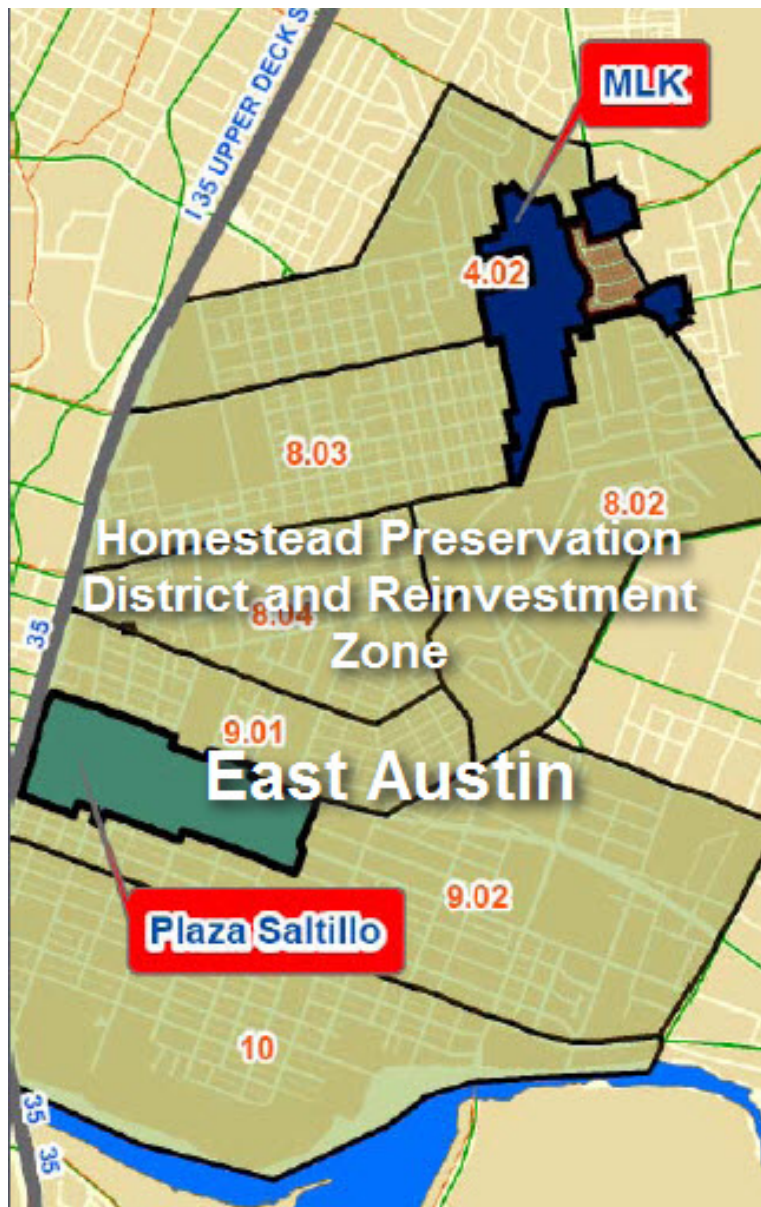 I 35 UPPER DECK S
MLK
4.02
8.03
8.02
Homestead Preservation
District and Reinvestment
8.04
Zone
35
9.01
East Austin
9.02
Plaza Saltillo
10
35
35
35